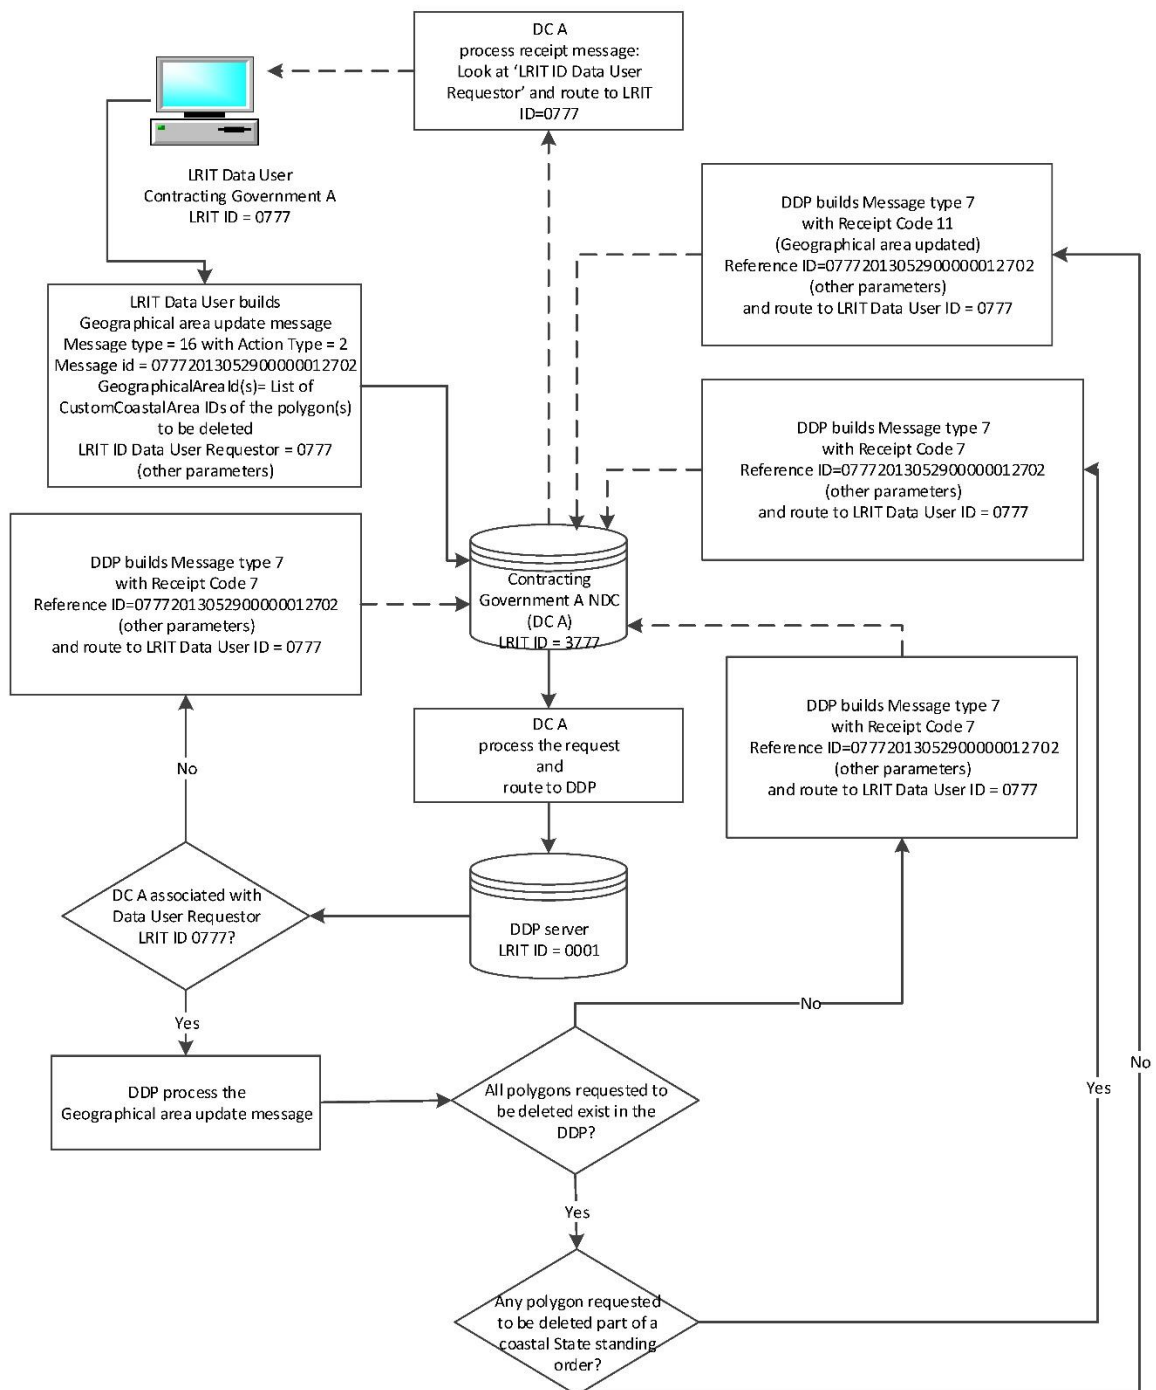 DC A
process receipt message:
Look at ‘LRIT ID Data User
Requestor’ and route to LRIT
ID=0777
LRIT Data User
Contracting Government A
LRIT ID = 0777
DDP builds Message type 7
with Receipt Code 11
(Geographical area updated)
Reference ID=07772013052900000012702
(other parameters)
and route to LRIT Data User ID = 0777
LRIT Data User builds
Geographical area update message
Message type = 16 with Action Type = 2
Message id = 07772013052900000012702
GeographicalAreaId(s)= List of
CustomCoastalArea IDs of the polygon(s)
to be deleted
LRIT ID Data User Requestor = 0777
(other parameters)
DDP builds Message type 7
with Receipt Code 7
Reference ID=07772013052900000012702
(other parameters)
and route to LRIT Data User ID = 0777
DDP builds Message type 7
with Receipt Code 7
Reference ID=07772013052900000012702
(other parameters)
and route to LRIT Data User ID = 0777
Contracting
Government A NDC
(DC A)
LRIT ID = 3777
DC A
process the request
and
route to DDP
DDP builds Message type 7
with Receipt Code 7
Reference ID=07772013052900000012702
(other parameters)
and route to LRIT Data User ID = 0777
No
DC A associated with
Data User Requestor
LRIT ID 0777?
DDP server
LRIT ID = 0001
Yes
No
DDP process the
Geographical area update message
All polygons requested to
be deleted exist in the
DDP?
Yes
No
Yes
Any polygon requested
to be deleted part of a
coastal State standing
order?